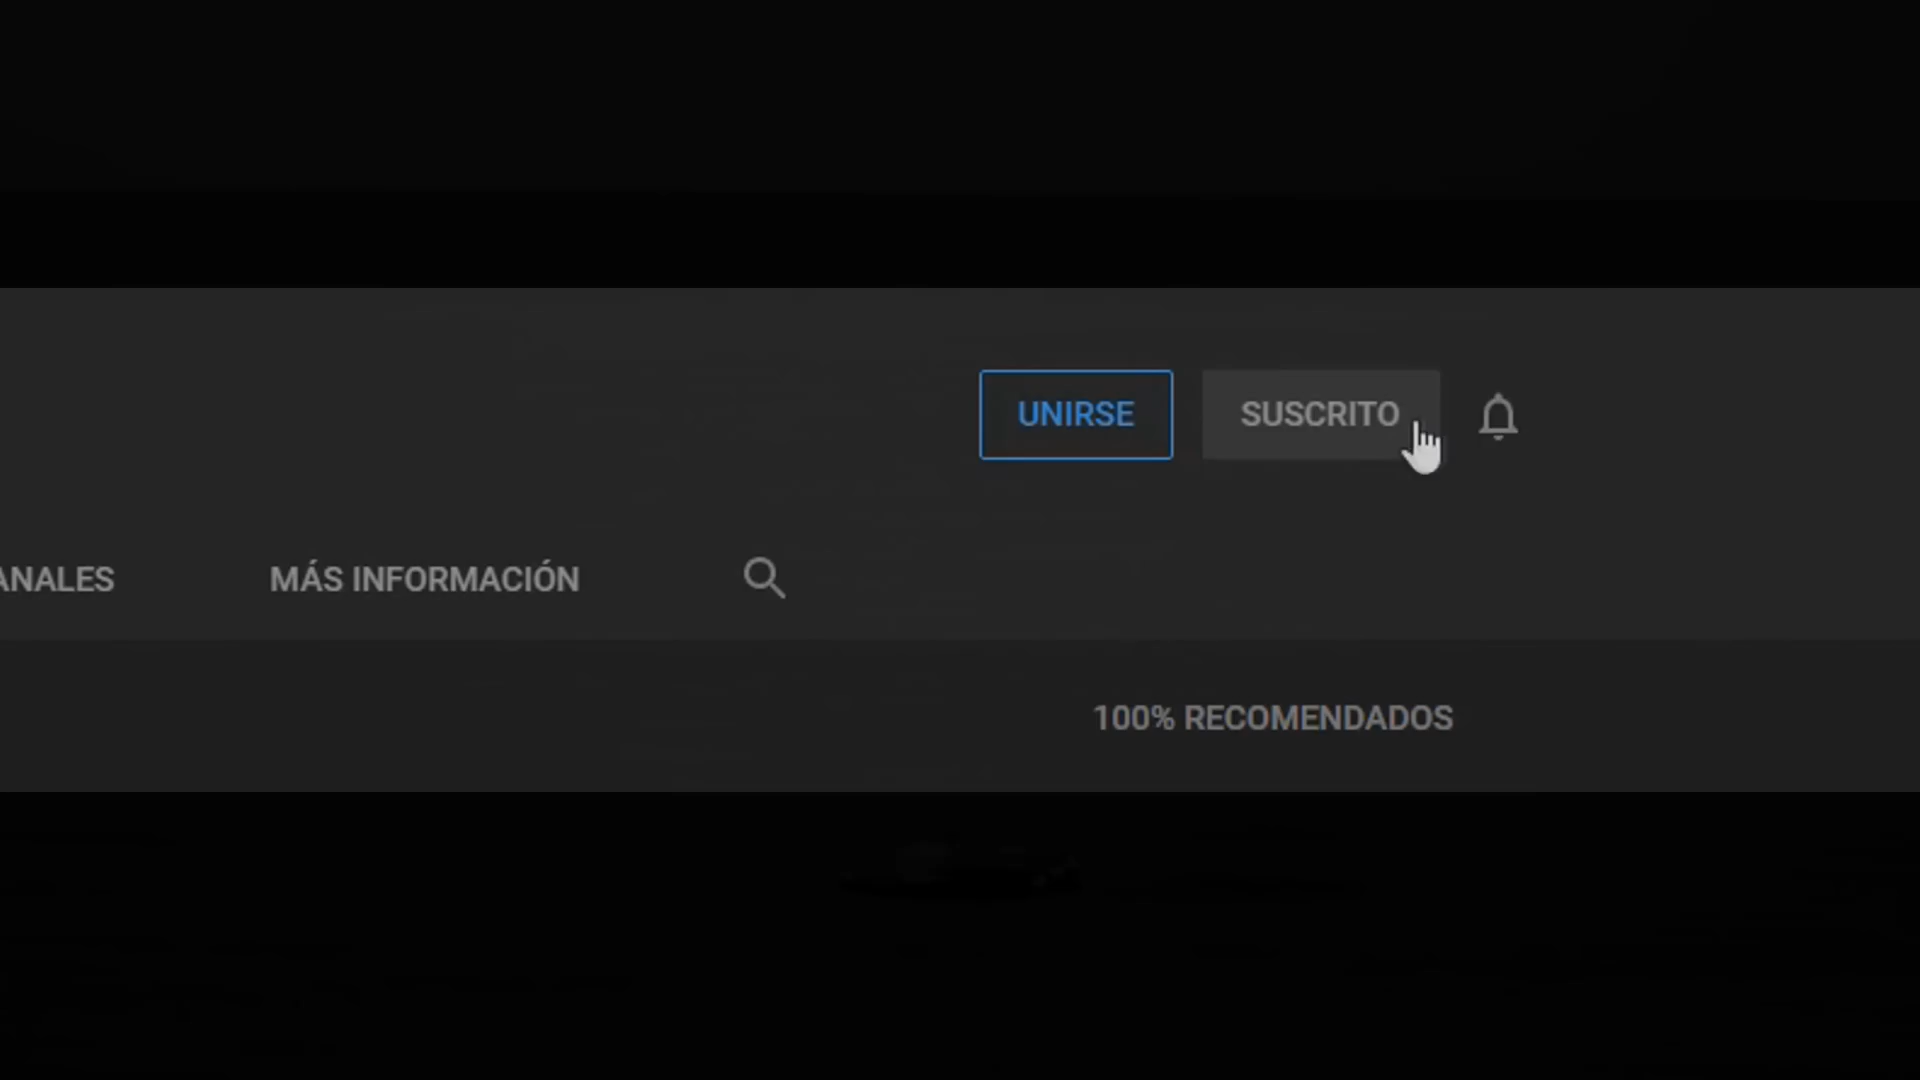 UNIRSE
SUSCRITO
ANALES
MÁS INFORMACIÓN
100% RECOMENDADOS